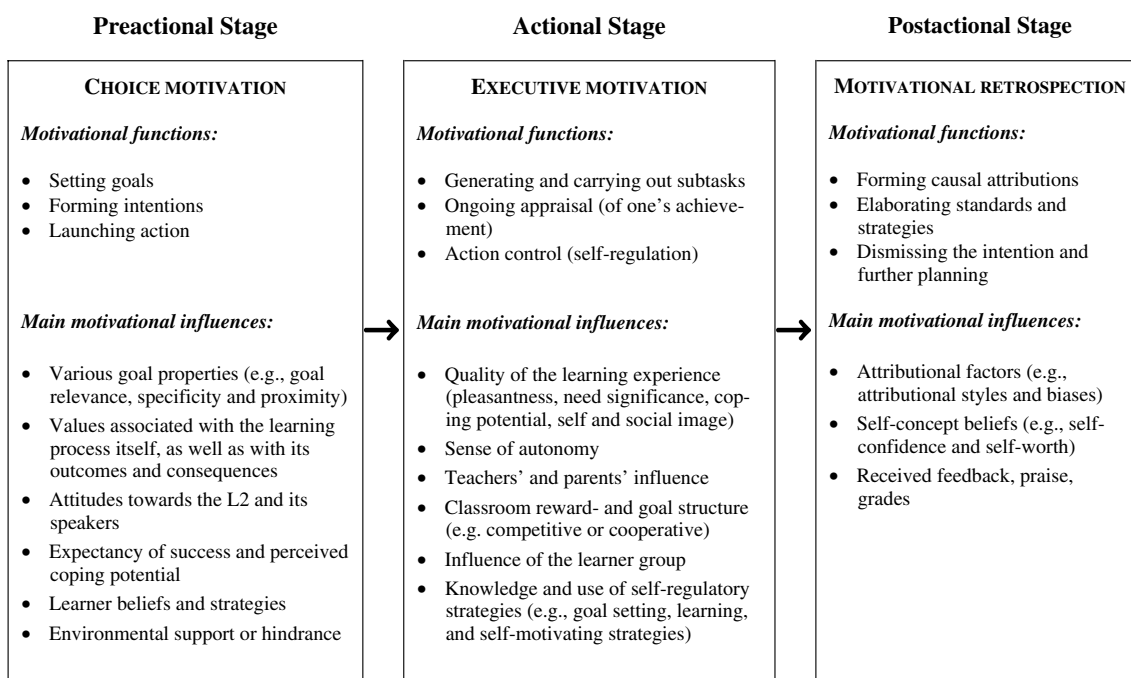 Preactional Stage
CHOICE MOTIVATION
Motivational functions:
• Setting goals
• Forming intentions
• Launching action
Main motivational influences:
• Various goal properties (e.g., goal
relevance, specificity and proximity)
• Values associated with the learning
process itself, as well as with its
outcomes and consequences
• Attitudes towards the L2 and its
speakers
• Expectancy of success and perceived
coping potential
• Learner beliefs and strategies
• Environmental support or hindrance
Actional Stage
EXECUTIVE MOTIVATION
Motivational functions:
• Generating and carrying out subtasks
• Ongoing appraisal (of one's achieve-
ment)
• Action control (self-regulation)
Main motivational influences:
• Quality of the learning experience
(pleasantness, need significance, cop-
ing potential, self and social image)
• Sense of autonomy
• Teachers' and parents' influence
• Classroom reward- and goal structure
(e.g. competitive or cooperative)
• Influence of the learner group
• Knowledge and use of self-regulatory
strategies (e.g., goal setting, learning,
and self-motivating strategies)
Postactional Stage
MOTIVATIONAL RETROSPECTION
Motivational functions:
• Forming causal attributions
• Elaborating standards and
strategies
• Dismissing the intention and
further planning
Main motivational influences:
• Attributional factors (e.g.,
attributional styles and biases)
• Self-concept beliefs (e.g., self-
confidence and self-worth)
• Received feedback, praise,
grades